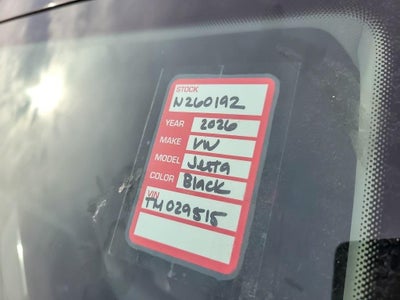 STOCK
N260192
YEAR 2026
MAKE VW
MODEL Jetta
COLOR Black
VIN
TM029515